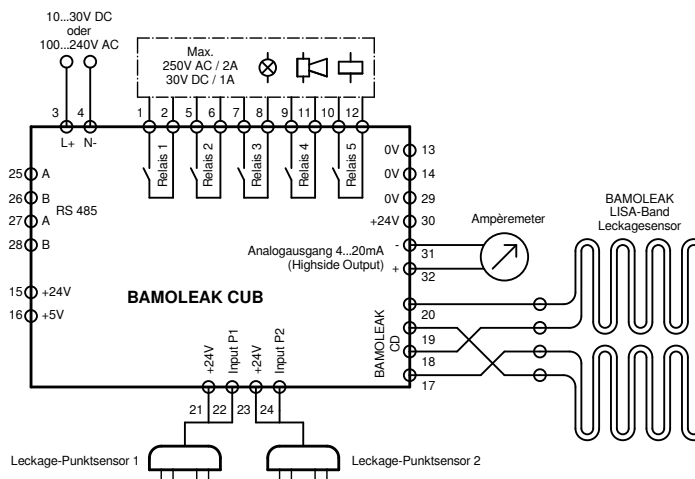 10...30V DC
oder
100...240V AC
Max.
250V AC / 2A
30V DC / 1A
3 4 1 2 5 6 7 8 9 11 10 12
L+ N-
Relais 1
Relais 2
Relais 3
Relais 4
Relais 5
0V 13
0V 14
0V 29
+24V 30
25 A
26 B
RS 485
27 A
28 B
15 +24V
16 +5V
Ampèremeter
Analogausgang 4...20mA
(Highside Output)
- 31
+ 32
BAMOLEAK
LISA-Band
Leckagesensor
BAMOLEAK CUB
BAMOLEAK
CD
20
19
18
17
+24V
Input P1
+24V
Input P2
21 22 23 24
Leckage-Punktsensor 1
Leckage-Punktsensor 2